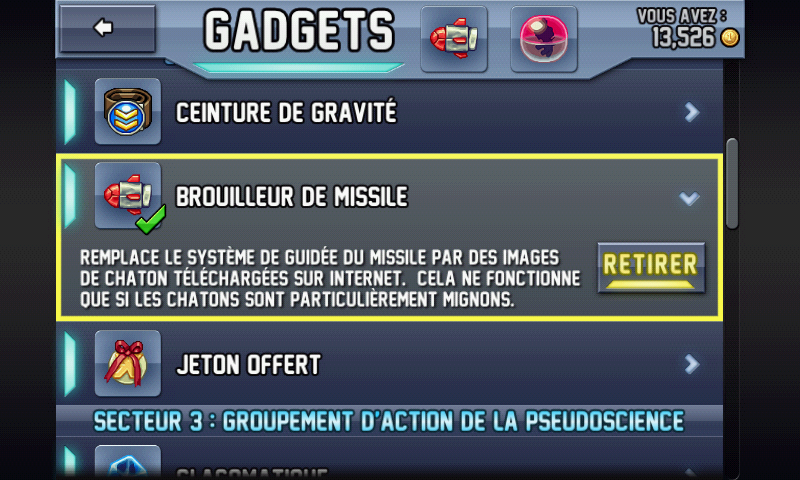 GADGETS
VOUS AVEZ :
13,526
CEINTURE DE GRAVITÉ
BROUILLEUR DE MISSILE
REMPLACE LE SYSTÈME DE GUIDÉE DU MISSILE PAR DES IMAGES
DE CHATON TÉLÉCHARGÉES SUR INTERNET. CELA NE FONCTIONNE
QUE SI LES CHATONS SONT PARTICULIÈREMENT MIGNONS.
RETIRER
JETON OFFERT
SECTEUR 3 : GROUPEMENT D'ACTION DE LA PSEUDOSCIENCE